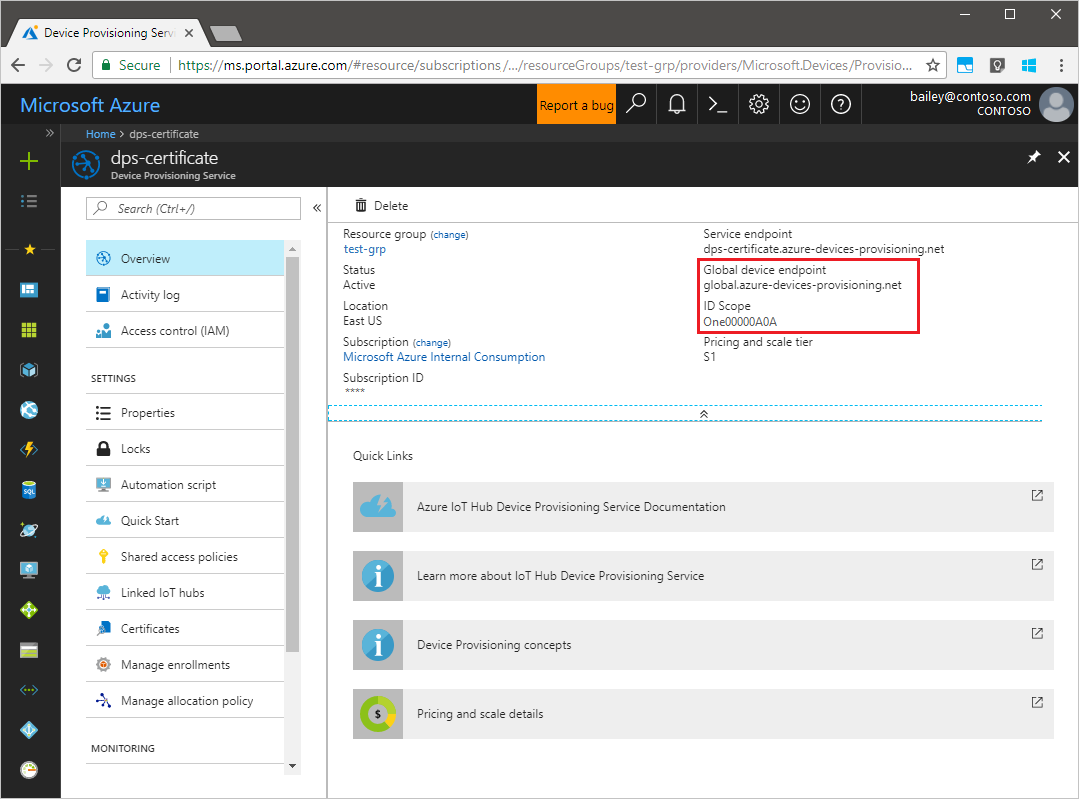 Device Provisioning Serv
Secure
https://ms.portal.azure.com/#resource/subscriptions/.../resourceGroups/test-grp/providers/Microsoft.Devices/Provisio...
Microsoft Azure
Report a bug
bailey@contoso.com
CONTOSO
Home > dps-certificate
dps-certificate
Device Provisioning Service
Search (Ctrl+/)
Overview
Activity log
Access control (IAM)
SETTINGS
Properties
Locks
Automation script
Quick Start
Shared access policies
Linked IoT hubs
Certificates
Manage enrollments
Manage allocation policy
MONITORING
Delete
Resource group (change)
test-grp
Status
Active
Location
East US
Subscription (change)
Microsoft Azure Internal Consumption
Subscription ID
****
Service endpoint
dps-certificate.azure-devices-provisioning.net
Global device endpoint
global.azure-devices-provisioning.net
ID Scope
One00000A0A
Pricing and scale tier
S1
Quick Links
Azure IoT Hub Device Provisioning Service Documentation
Learn more about IoT Hub Device Provisioning Service
Device Provisioning concepts
Pricing and scale details
SQL